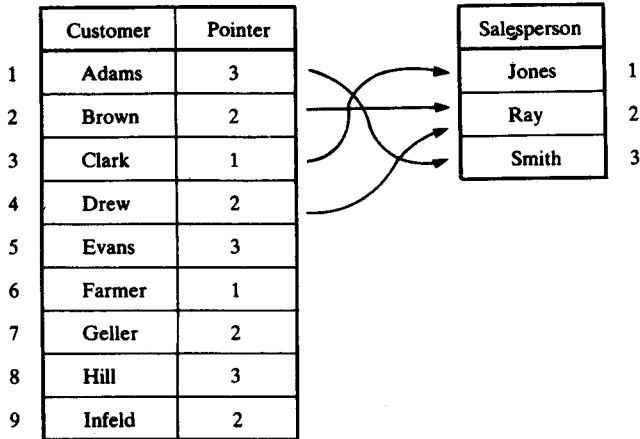 Customer Pointer
1 Adams 3
2 Brown 2
3 Clark 1
4 Drew 2
5 Evans 3
6 Farmer 1
7 Geller 2
8 Hill 3
9 Infeld 2
Salesperson
Jones 1
Ray 2
Smith 3